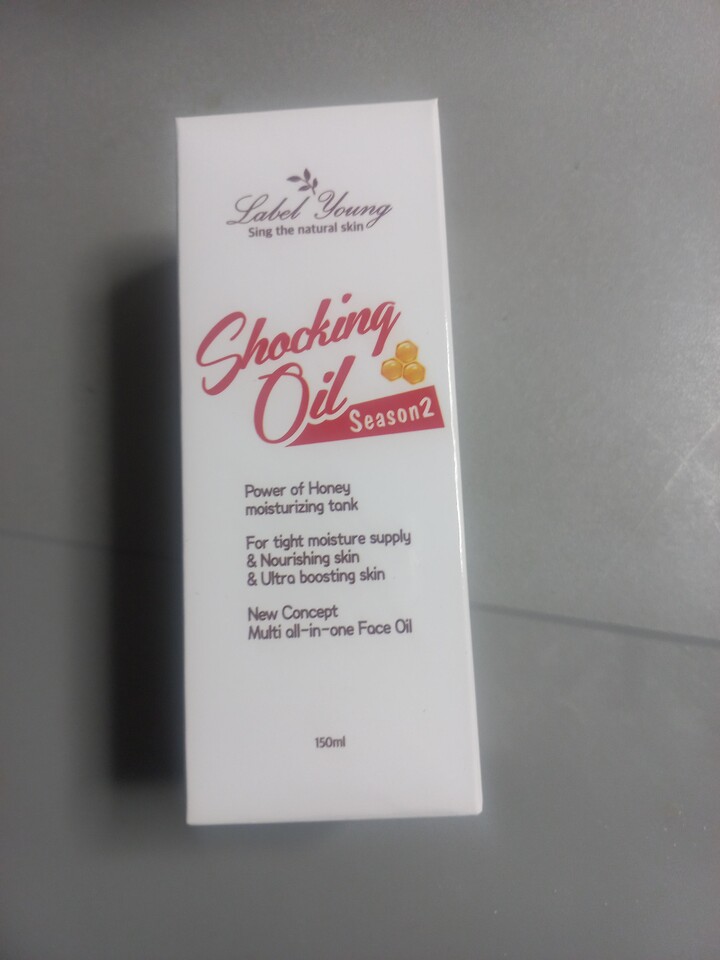 Label Young
Sing the natural skin
Shocking
Oil
Season2
Power of Honey
moisturizing tank
For tight moisture supply
& Nourishing skin
& Ultra boosting skin
New Concept
Multi all-in-one Face Oil
150ml